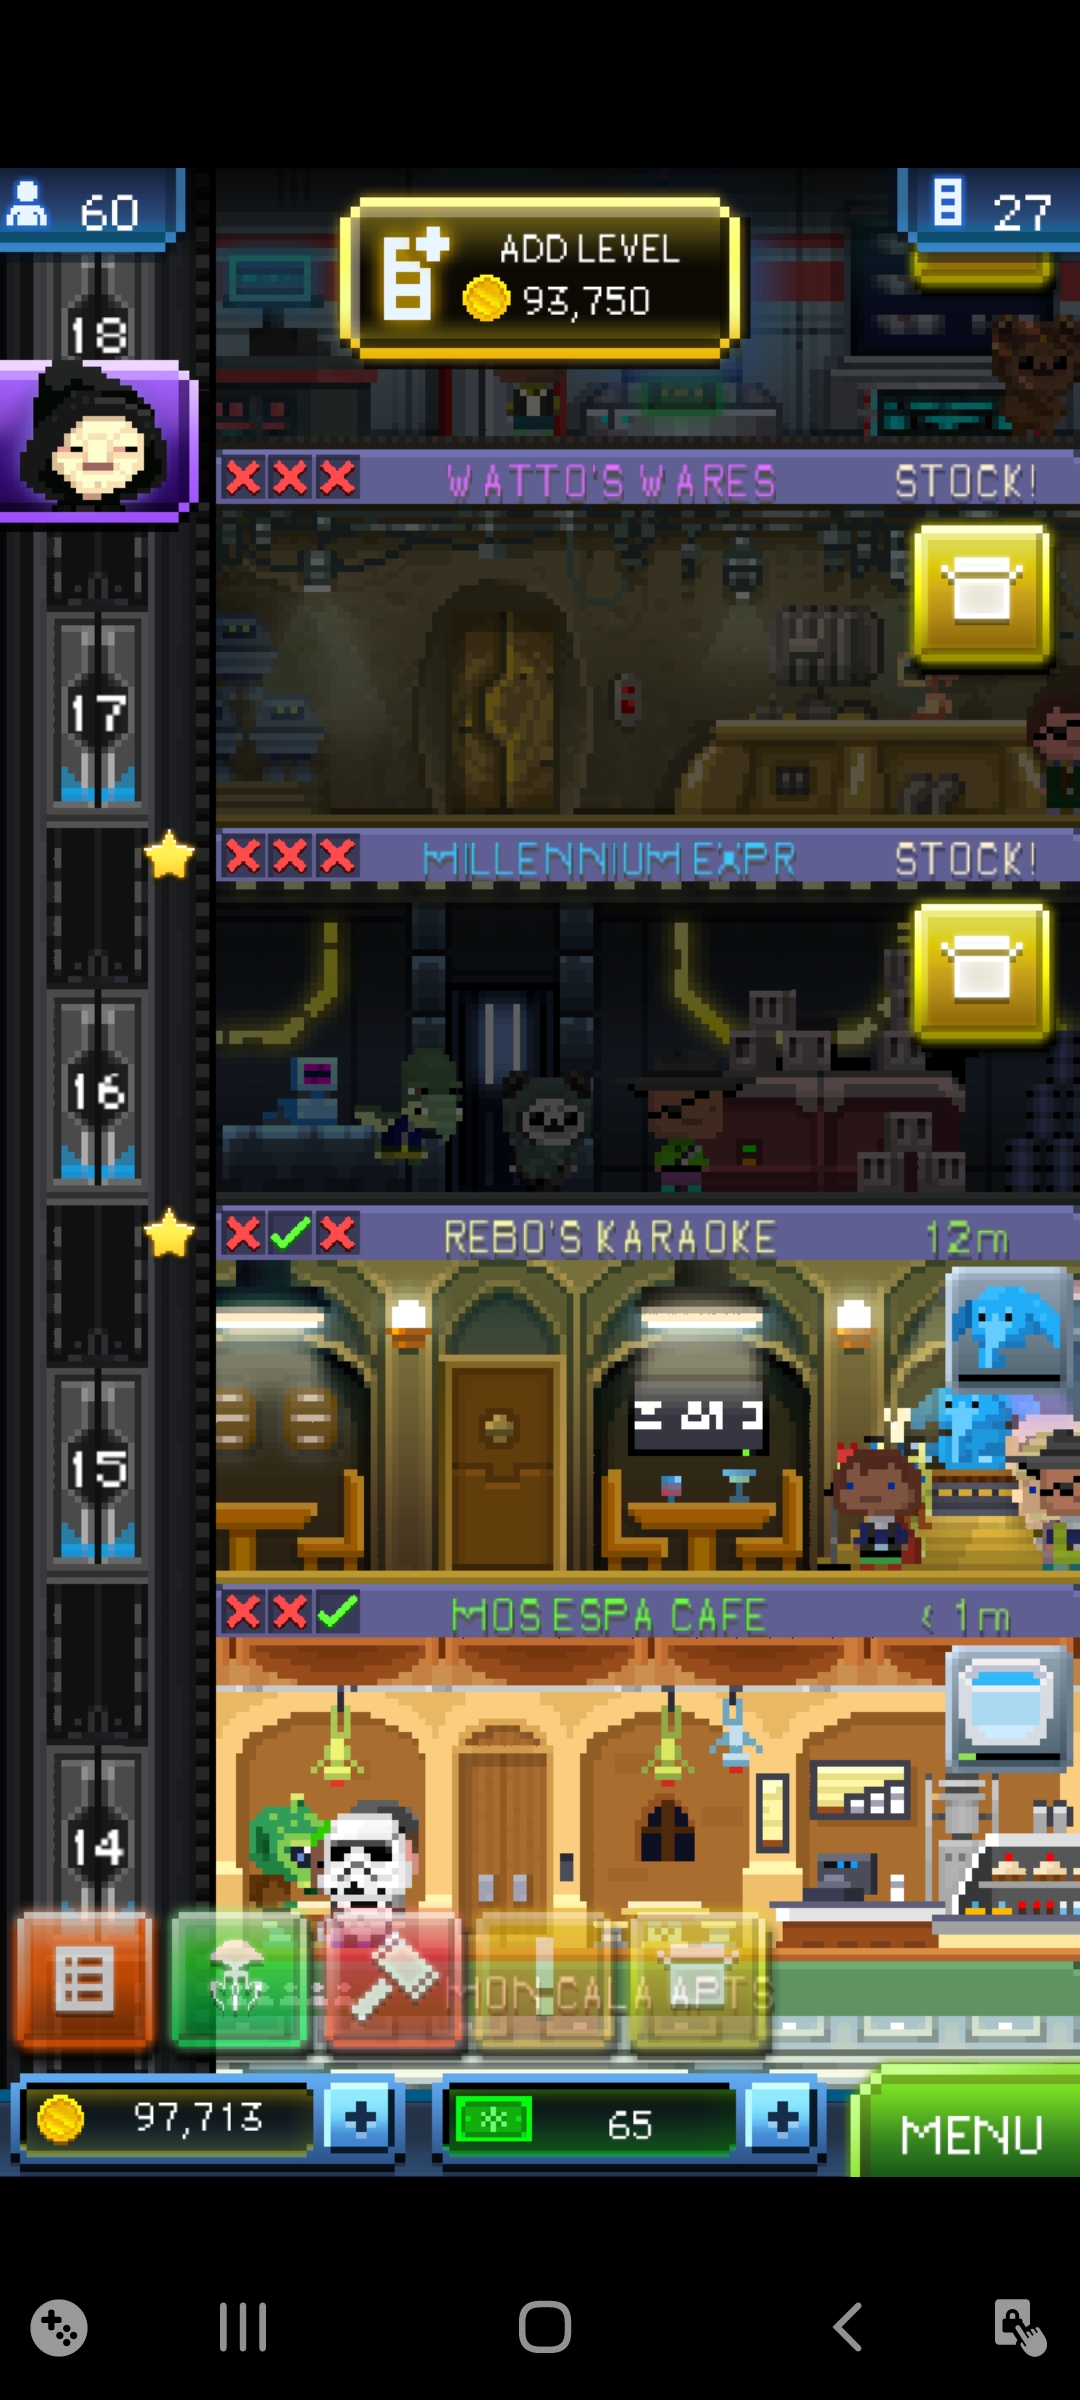 60
27
ADD LEVEL
93,750
18
WATTO'S WARES
STOCK!
17
MILLENNIUM EXPR
STOCK!
16
REBO'S KARAOKE
12m
15
MOS ESPA CAFE
< 1m
14
MON CALA APTS
97,713
65
MENU